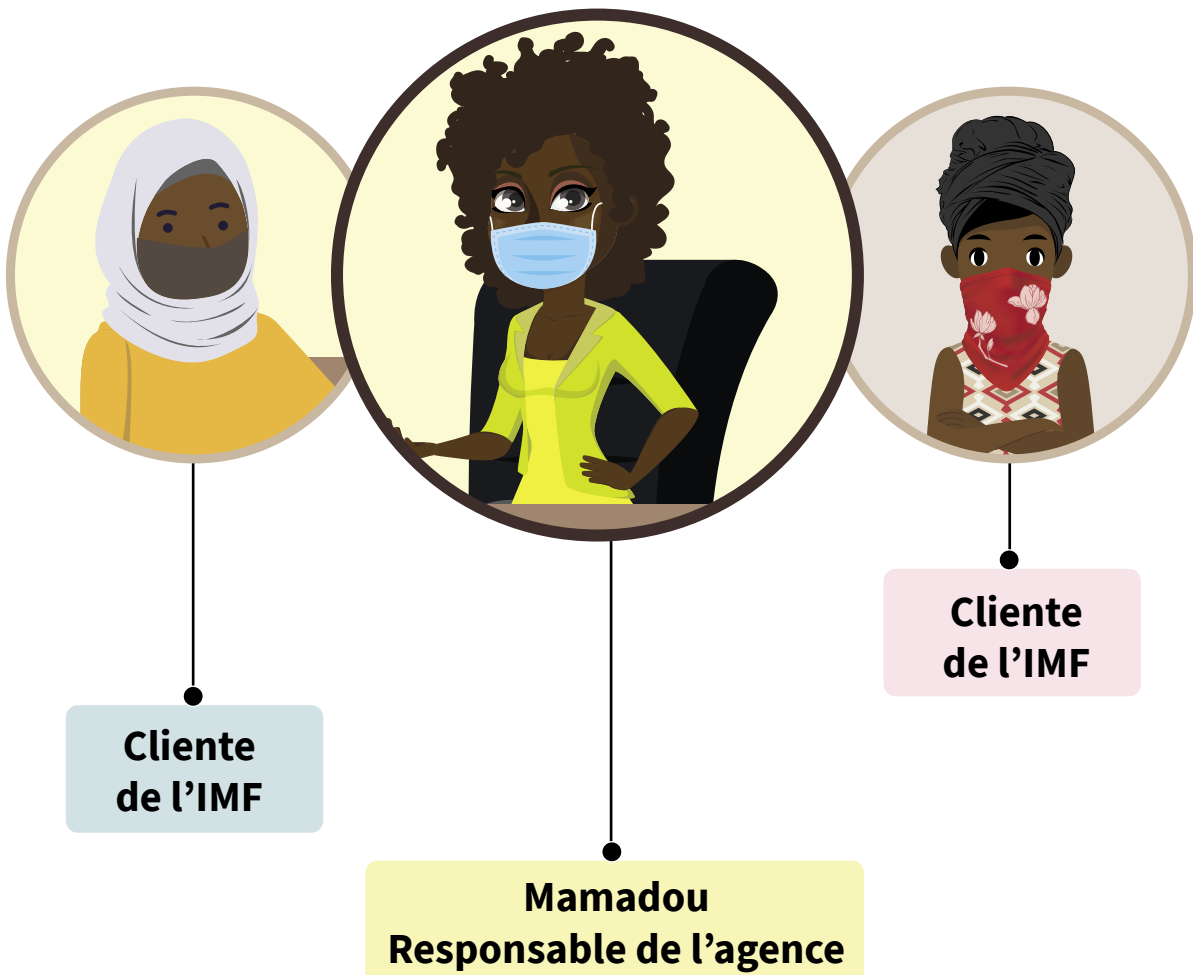 Cliente
de l’IMF
Cliente
de l’IMF
Mamadou
Responsable de l’agence